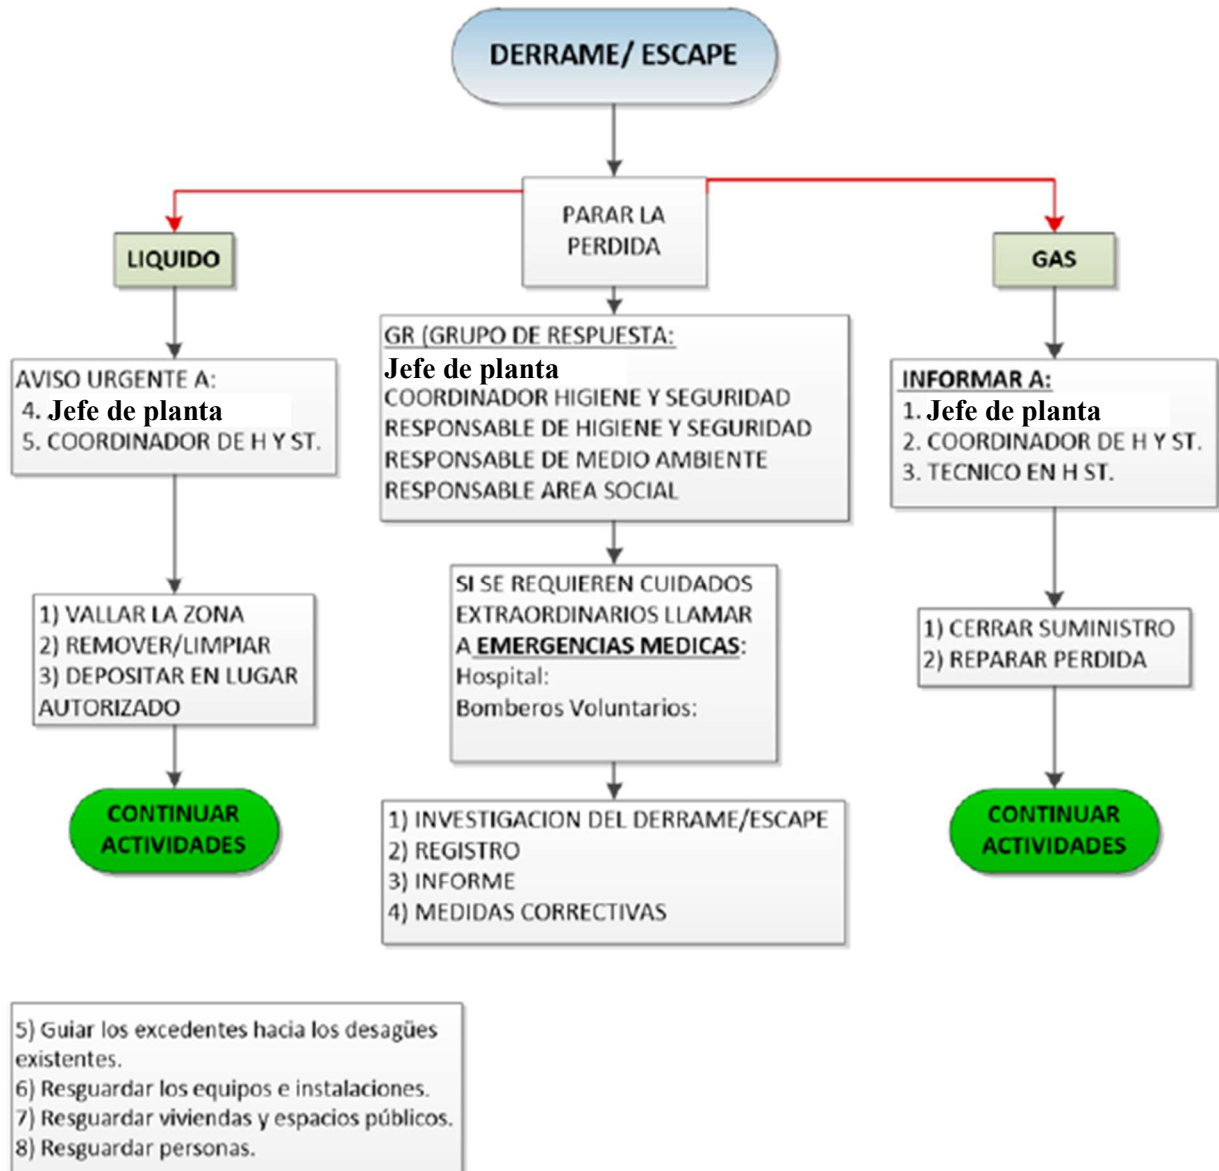 DERRAME/ ESCAPE
PARAR LA
PERDIDA
LIQUIDO
GAS
AVISO URGENTE A:
4. Jefe de planta
5. COORDINADOR DE H Y ST.
GR (GRUPO DE RESPUESTA:
Jefe de planta
COORDINADOR HIGIENE Y SEGURIDAD
RESPONSABLE DE HIGIENE Y SEGURIDAD
RESPONSABLE DE MEDIO AMBIENTE
RESPONSABLE AREA SOCIAL
INFORMAR A:
1. Jefe de planta
2. COORDINADOR DE H Y ST.
3. TECNICO EN H ST.
1) VALLAR LA ZONA
2) REMOVER/LIMPIAR
3) DEPOSITAR EN LUGAR
AUTORIZADO
SI SE REQUIEREN CUIDADOS
EXTRAORDINARIOS LLAMAR
A EMERGENCIAS MEDICAS:
Hospital:
Bomberos Voluntarios:
1) CERRAR SUMINISTRO
2) REPARAR PERDIDA
CONTINUAR
ACTIVIDADES
1) INVESTIGACION DEL DERRAME/ESCAPE
2) REGISTRO
3) INFORME
4) MEDIDAS CORRECTIVAS
CONTINUAR
ACTIVIDADES
5) Guiar los excedentes hacia los desagües
existentes.
6) Resguardar los equipos e instalaciones.
7) Resguardar viviendas y espacios públicos.
8) Resguardar personas.